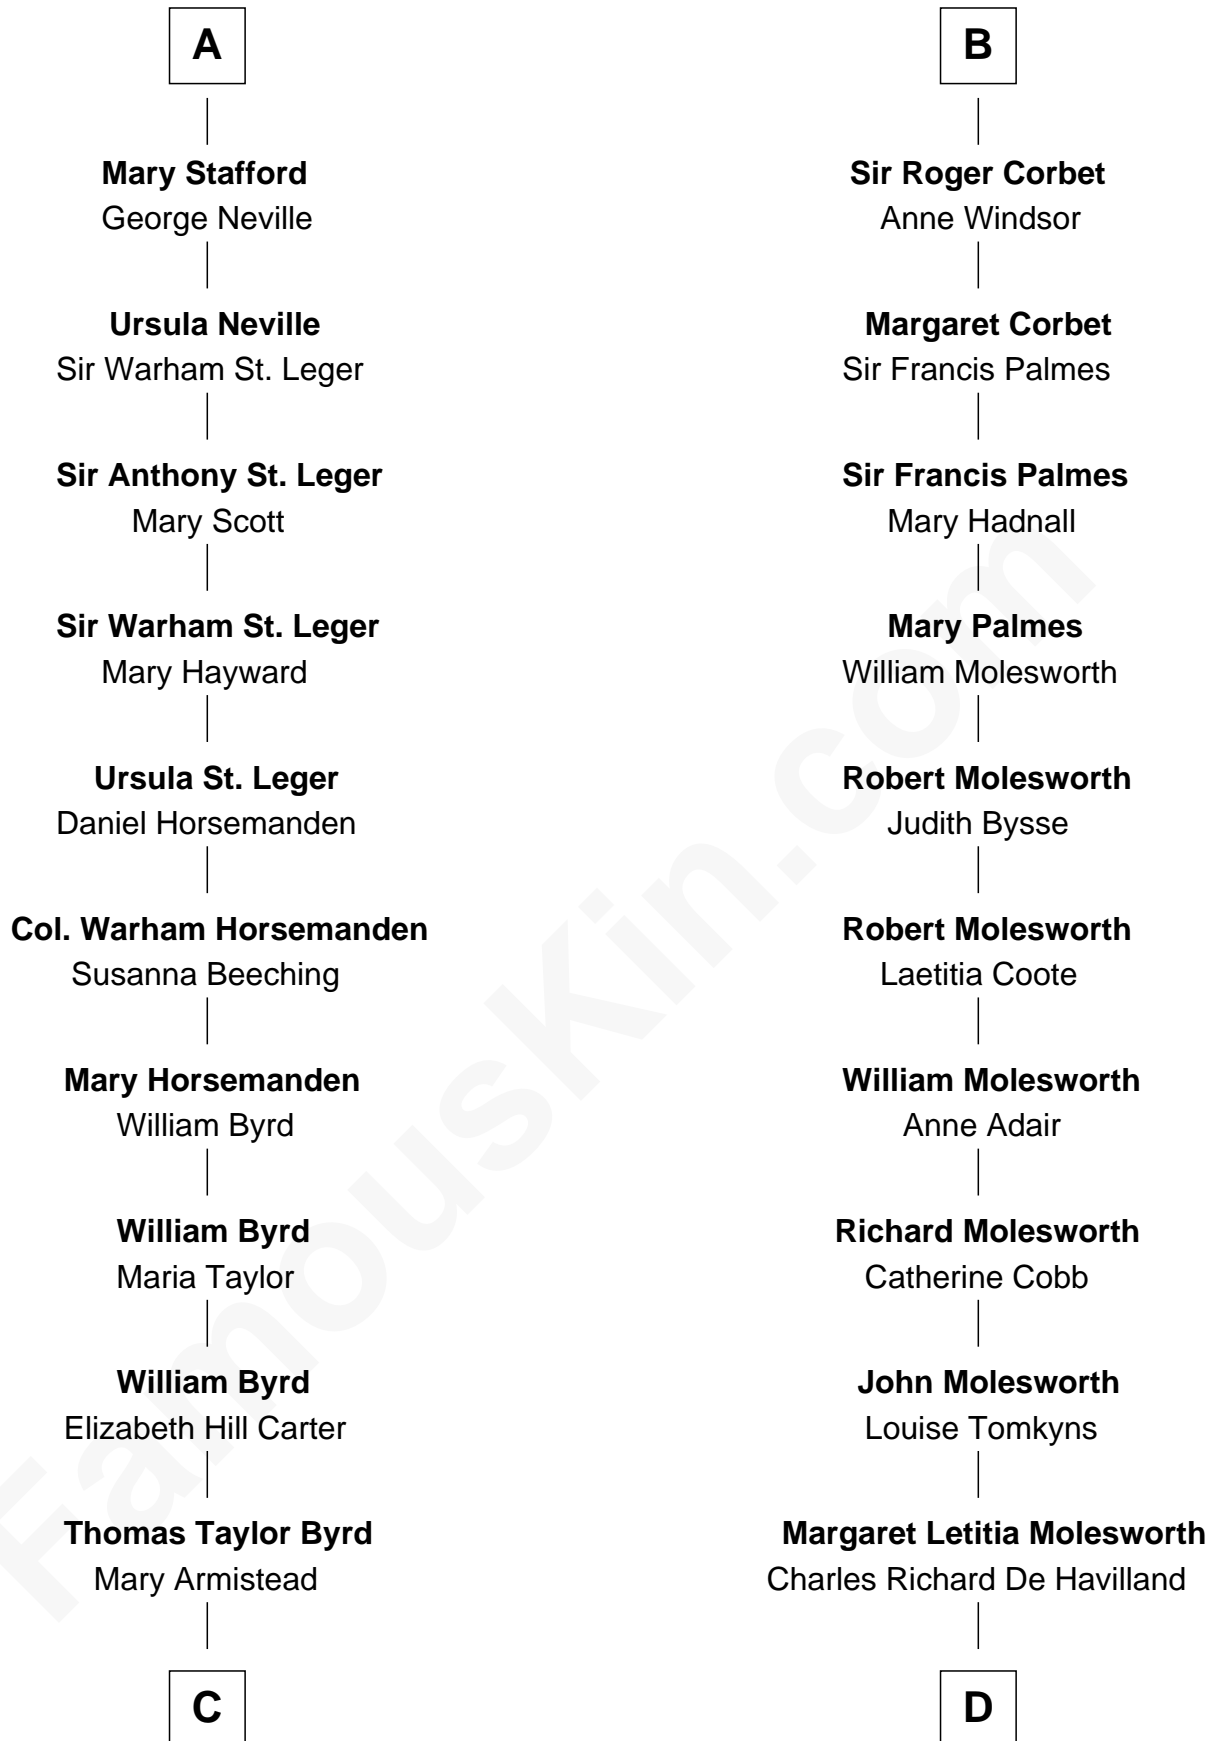 A
Mary Stafford
George Neville
Ursula Neville
Sir Warham St. Leger
Sir Anthony St. Leger
Mary Scott
Sir Warham St. Leger
Mary Hayward
Ursula St. Leger
Daniel Horsemanden
Col. Warham Horsemanden
Susanna Beeching
Mary Horsemanden
William Byrd
William Byrd
Maria Taylor
William Byrd
Elizabeth Hill Carter
Thomas Taylor Byrd
Mary Armistead
C
B
Sir Roger Corbet
Anne Windsor
Margaret Corbet
Sir Francis Palmes
Sir Francis Palmes
Mary Hadnall
Mary Palmes
William Molesworth
Robert Molesworth
Judith Bysse
Robert Molesworth
Laetitia Coote
William Molesworth
Anne Adair
Richard Molesworth
Catherine Cobb
John Molesworth
Louise Tomkyns
Margaret Letitia Molesworth
Charles Richard De Havilland
D
FamousKin.com